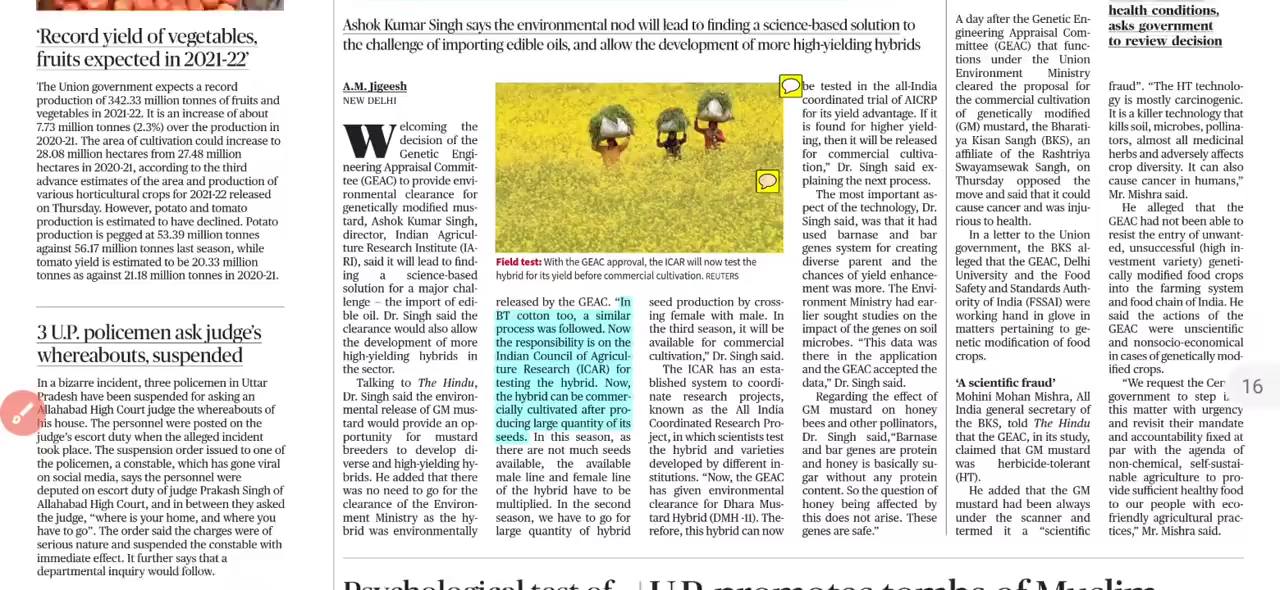 ‘Record yield of vegetables,
fruits expected in 2021-22’
The Union government expects a record
production of 342.33 million tonnes of fruits and
vegetables in 2021-22. It is an increase of about
7.73 million tonnes (2.3%) over the production in
2020-21. The area of cultivation could increase to
28.08 million hectares from 27.48 million
hectares in 2020-21, according to the third
advance estimates of the area and production of
various horticultural crops for 2021-22 released
on Thursday. However, potato and tomato
production is estimated to have declined. Potato
production is pegged at 53.39 million tonnes
against 56.17 million tonnes last season, while
tomato yield is estimated to be 20.33 million
tonnes as against 21.18 million tonnes in 2020-21.
3 U.P. policemen ask judge’s
whereabouts, suspended
In a bizarre incident, three policemen in Uttar
Pradesh have been suspended for asking an
Allahabad High Court judge the whereabouts of
his house. The personnel were posted on the
judge’s escort duty when the alleged incident
took place. The suspension order issued to one of
the policemen, a constable, which has gone viral
on social media, says the personnel were
deputed on escort duty of judge Prakash Singh of
Allahabad High Court, and in between they asked
the judge, “where is your home, and where you
have to go”. The order said the charges were of
serious nature and suspended the constable with
immediate effect. It further says that a
departmental inquiry would follow.
Ashok Kumar Singh says the environmental nod will lead to finding a science-based solution to
the challenge of importing edible oils, and allow the development of more high-yielding hybrids
A.M. Jigeesh
NEW DELHI
Welcoming the
decision of the
Genetic Engi-
neering Appraisal Commit-
tee (GEAC) to provide envi-
ronmental clearance for
genetically modified mus-
tard, Ashok Kumar Singh,
director, Indian Agricul-
ture Research Institute (IA-
RI), said it will lead to find-
ing a science-based
solution for a major chal-
lenge – the import of edi-
ble oil. Dr. Singh said the
clearance would also allow
the development of more
high-yielding hybrids in
the sector.
Talking to The Hindu,
Dr. Singh said the environ-
mental release of GM mus-
tard would provide an op-
portunity for mustard
breeders to develop di-
verse and high-yielding hy-
brids. He added that there
was no need to go for the
clearance of the Environ-
ment Ministry as the hy-
brid was environmentally
Field test: With the GEAC approval, the ICAR will now test the
hybrid for its yield before commercial cultivation. REUTERS
released by the GEAC. “In
BT cotton too, a similar
process was followed. Now
the responsibility is on the
Indian Council of Agricul-
ture Research (ICAR) for
testing the hybrid. Now,
the hybrid can be commer-
cially cultivated after pro-
ducing large quantity of its
seeds. In this season, as
there are not much seeds
available, the available
male line and female line
of the hybrid have to be
multiplied. In the second
season, we have to go for
large quantity of hybrid
seed production by cross-
ing female with male. In
the third season, it will be
available for commercial
cultivation,” Dr. Singh said.
The ICAR has an esta-
blished system to coordi-
nate research projects,
known as the All India
Coordinated Research Pro-
ject, in which scientists test
the hybrid and varieties
developed by different in-
stitutions. “Now, the GEAC
has given environmental
clearance for Dhara Mus-
tard Hybrid (DMH -11). The-
refore, this hybrid can now
be tested in the all-India
coordinated trial of AICRP
for its yield advantage. If it
is found for higher yield-
ing, then it will be released
for commercial cultiva-
tion,” Dr. Singh said ex-
plaining the next process.
The most important as-
pect of the technology, Dr.
Singh said, was that it had
used barnase and bar
genes system for creating
diverse parent and the
chances of yield enhance-
ment was more. The Envi-
ronment Ministry had ear-
lier sought studies on the
impact of the genes on soil
microbes. “This data was
there in the application
and the GEAC accepted the
data,” Dr. Singh said.
Regarding the effect of
GM mustard on honey
bees and other pollinators,
Dr. Singh said,“Barnase
and bar genes are protein
and honey is basically su-
gar without any protein
content. So the question of
honey being affected by
this does not arise. These
genes are safe.”
A day after the Genetic En-
gineering Appraisal Com-
mittee (GEAC) that func-
tions under the Union
Environment Ministry
cleared the proposal for
the commercial cultivation
of genetically modified
(GM) mustard, the Bharati-
ya Kisan Sangh (BKS), an
affiliate of the Rashtriya
Swayamsewak Sangh, on
Thursday opposed the
move and said that it could
cause cancer and was inju-
rious to health.
In a letter to the Union
government, the BKS al-
leged that the GEAC, Delhi
University and the Food
Safety and Standards Auth-
ority of India (FSSAI) were
working hand in glove in
matters pertaining to ge-
netic modification of food
crops.
‘A scientific fraud’
Mohini Mohan Mishra, All
India general secretary of
the BKS, told The Hindu
that the GEAC, in its study,
claimed that GM mustard
was herbicide-tolerant
(HT).
He added that the GM
mustard had been always
under the scanner and
termed it a “scientific
health conditions,
asks government
to review decision
fraud”. “The HT technolo-
gy is mostly carcinogenic.
It is a killer technology that
kills soil, microbes, pollina-
tors, almost all medicinal
herbs and adversely affects
crop diversity. It can also
cause cancer in humans,”
Mr. Mishra said.
He alleged that the
GEAC had not been able to
resist the entry of unwant-
ed, unsuccessful (high in-
vestment variety) geneti-
cally modified food crops
into the farming system
and food chain of India. He
said the actions of the
GEAC were unscientific
and nonsocio-economical
in cases of genetically mod-
ified crops.
“We request the Cen
government to step i
this matter with urgency
and revisit their mandate
and accountability fixed at
par with the agenda of
non-chemical, self-sustai-
nable agriculture to pro-
vide sufficient healthy food
to our people with eco-
friendly agricultural prac-
tices,” Mr. Mishra said.
16